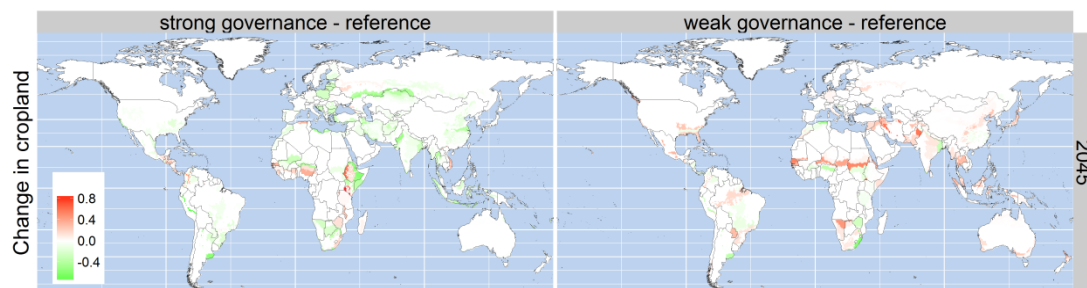 strong governance - reference
weak governance - reference
Change in cropland
0.8
0.4
0.0
-0.4
2045